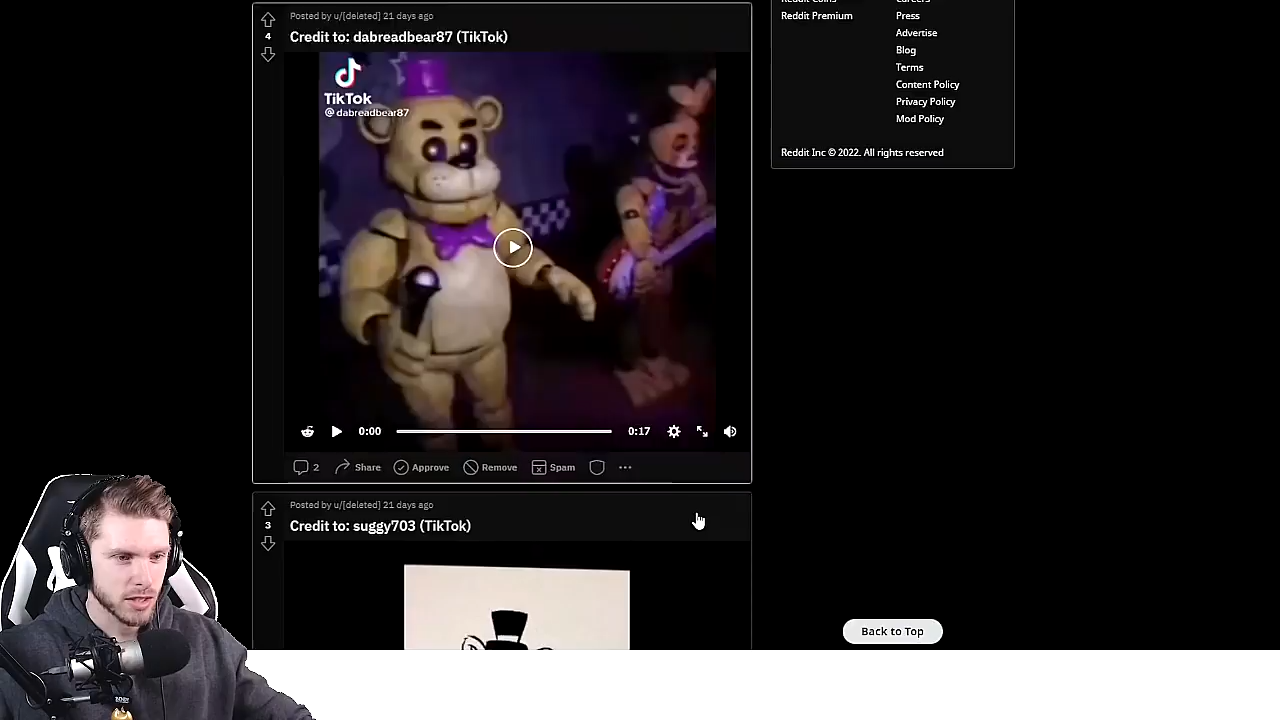 Posted by u/[deleted] 21 days ago
4
Credit to: dabreadbear87 (TikTok)
TikTok
@dabreadbear87
0:00
0:17
2
Share
Approve
Remove
Spam
Posted by u/[deleted] 21 days ago
3
Credit to: suggy703 (TikTok)
Reddit Premium
Press
Advertise
Blog
Terms
Content Policy
Privacy Policy
Mod Policy
Reddit Inc © 2022. All rights reserved
Back to Top